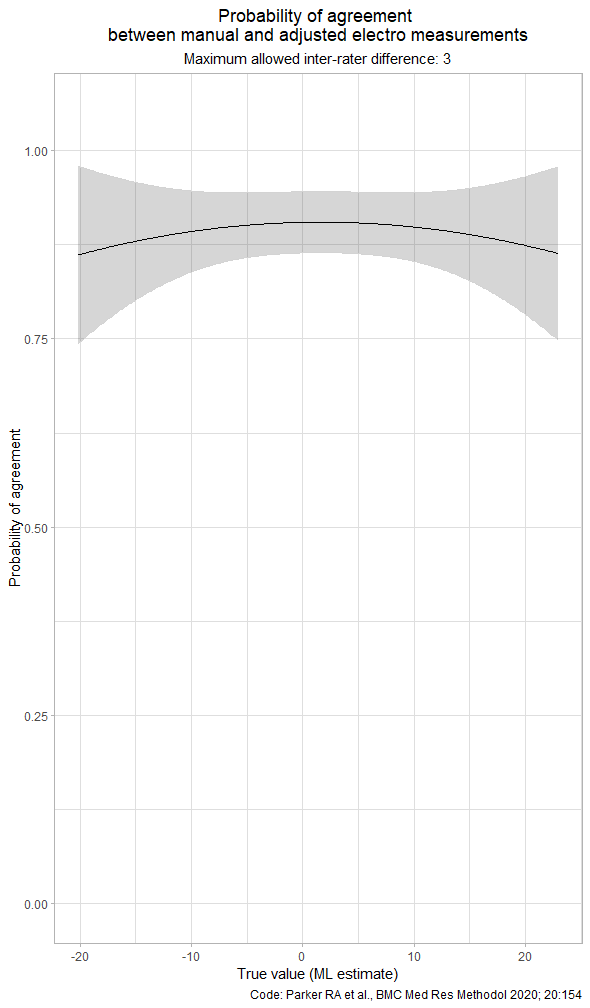 Probability of agreement
between manual and adjusted electro measurements
Maximum allowed inter-rater difference: 3
Probability of agreement
1.00
0.75
0.50
0.25
0.00
-20
-10
0
10
20
True value (ML estimate)
Code: Parker RA et al., BMC Med Res Methodol 2020; 20:154